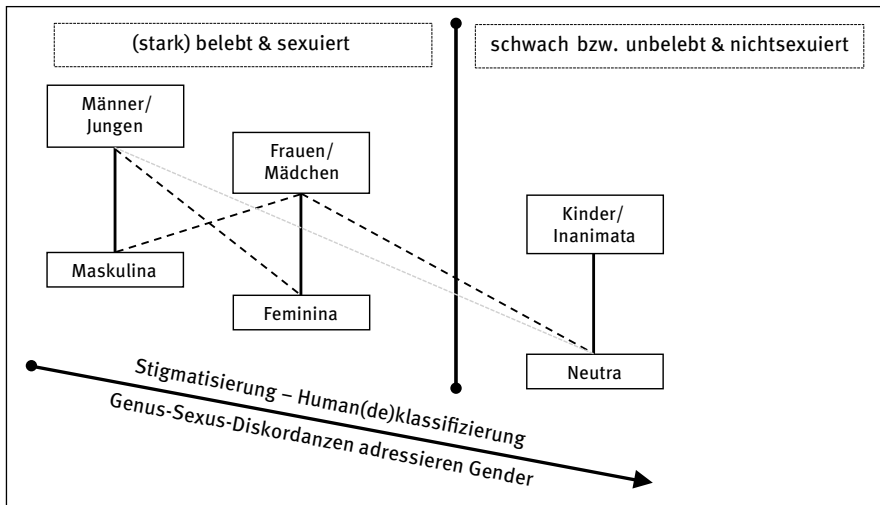 (stark) belebt & sexuiert
schwach bzw. unbelebt & nichtsexuiert
Männer/
Jungen
Frauen/
Mädchen
Kinder/
Inanimata
Maskulina
Feminina
Neutra
Stigmatisierung – Human(de)klassifizierung
Genus-Sexus-Diskordanzen adressieren Gender